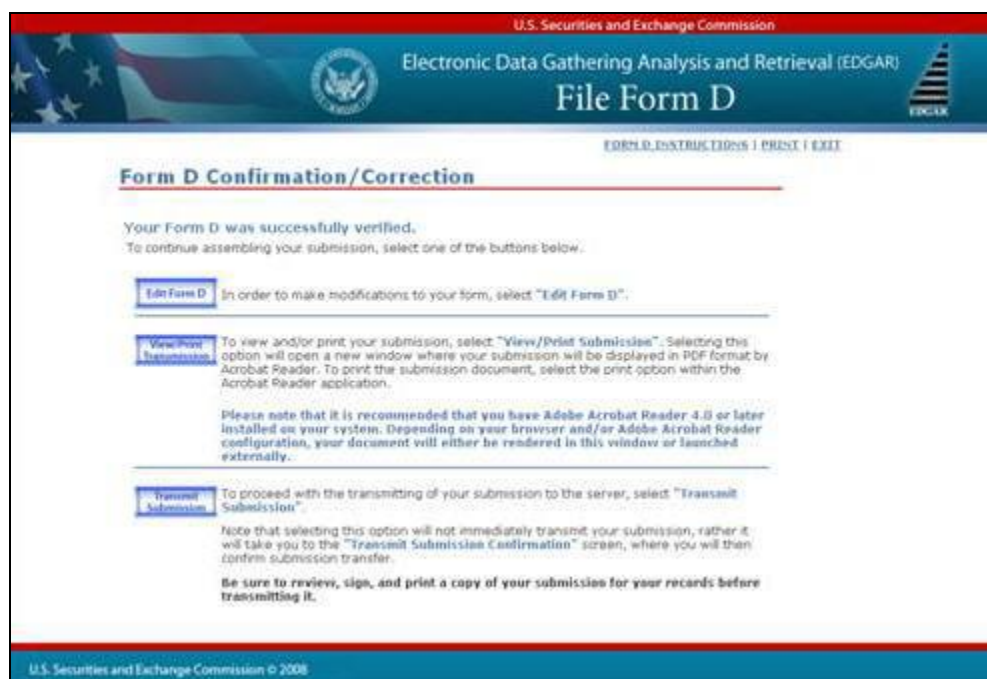 U.S. Securities and Exchange Commission
Electronic Data Gathering Analysis and Retrieval (EDGAR)
File Form D
EDGAR
FORM D INSTRUCTIONS | PRINT | EXIT
Form D Confirmation/Correction
Your Form D was successfully verified.
To continue assembling your submission, select one of the buttons below.
Edit Form D
In order to make modifications to your form, select "Edit Form D".
View/Print
Transmission
To view and/or print your submission, select "View/Print Submission". Selecting this
option will open a new window where your submission will be displayed in PDF format by
Acrobat Reader. To print the submission document, select the print option within the
Acrobat Reader application.
Please note that it is recommended that you have Adobe Acrobat Reader 4.0 or later
installed on your system. Depending on your browser and/or Adobe Acrobat Reader
configuration, your document will either be rendered in this window or launched
externally.
Transmit
Submission
To proceed with the transmitting of your submission to the server, select "Transmit
Submission".
Note that selecting this option will not immediately transmit your submission, rather it
will take you to the "Transmit Submission Confirmation" screen, where you will then
confirm submission transfer.
Be sure to review, sign, and print a copy of your submission for your records before
transmitting it.
U.S. Securities and Exchange Commission © 2008